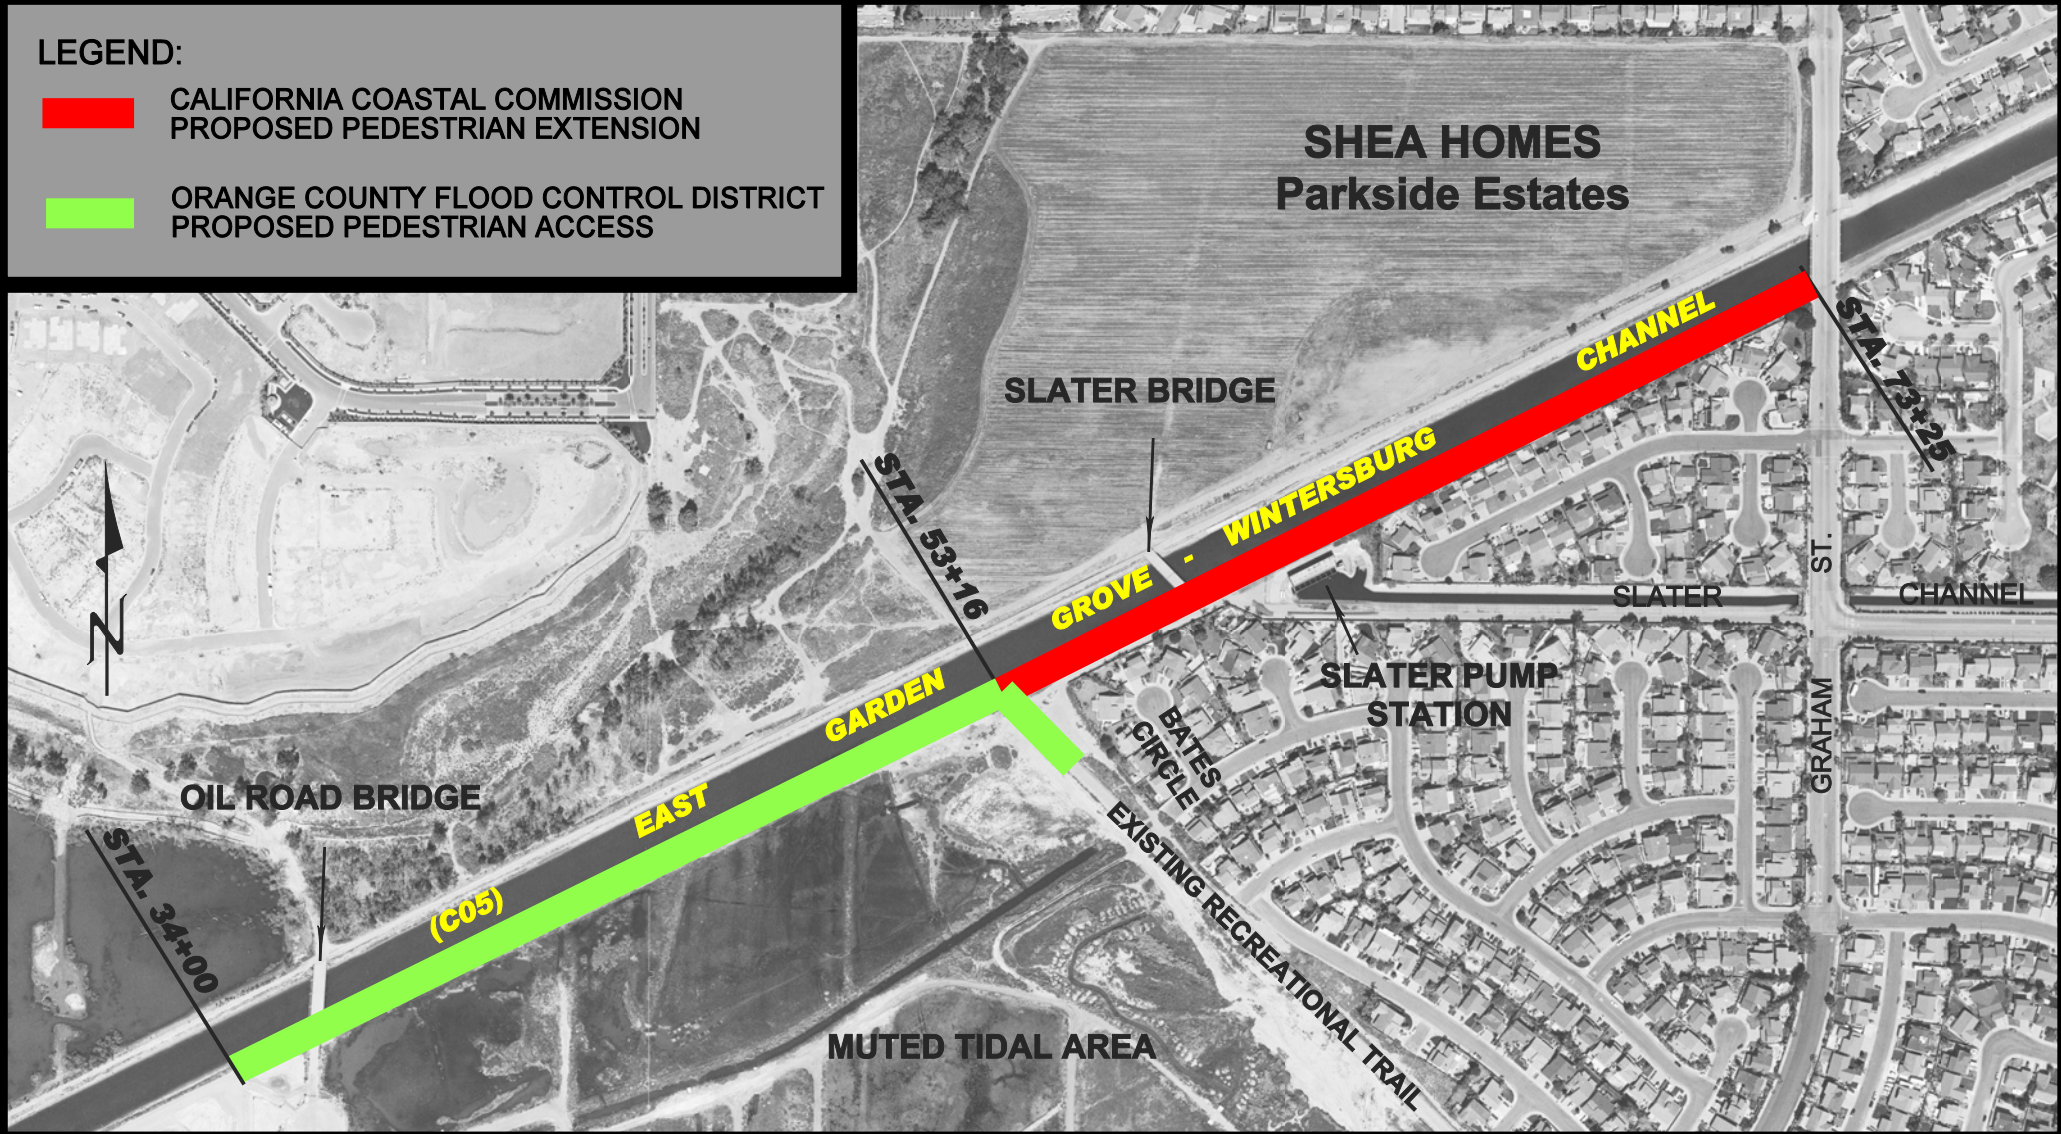 LEGEND:
CALIFORNIA COASTAL COMMISSION
PROPOSED PEDESTRIAN EXTENSION
ORANGE COUNTY FLOOD CONTROL DISTRICT
PROPOSED PEDESTRIAN ACCESS
SHEA HOMES
Parkside Estates
STA. 73+25
SLATER BRIDGE
STA. 53+16
(C05) EAST GARDEN GROVE - WINTERSBURG CHANNEL
SLATER CHANNEL
GRAHAM ST.
SLATER PUMP
STATION
BATES
CIRCLE
N
OIL ROAD BRIDGE
STA. 34+00
EXISTING RECREATIONAL TRAIL
MUTED TIDAL AREA